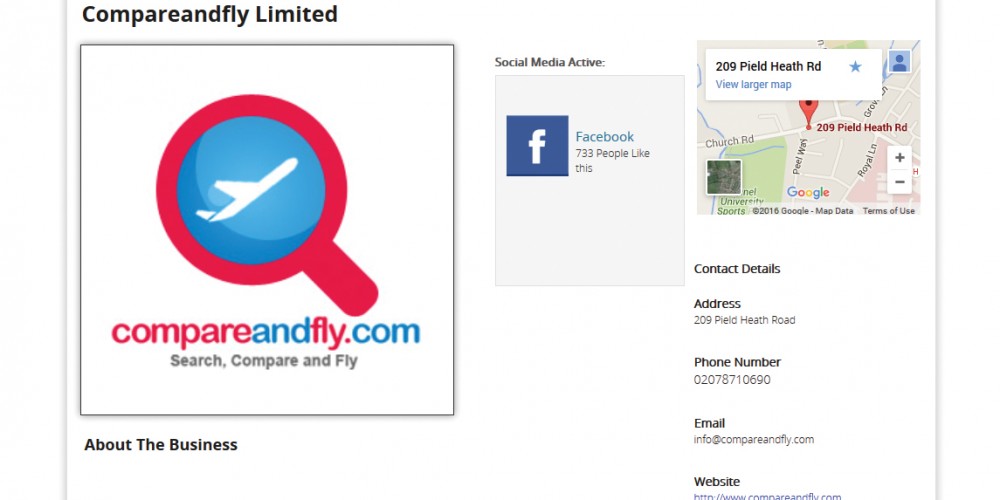 Compareandfly Limited
compareandfly.com
Search, Compare and Fly
About The Business
Social Media Active:
f
Facebook
733 People Like
this
209 Pield Heath Rd
View larger map
209 Pield Heath Rd
Church Rd
Peel Way
Royal Ln
Grov
nel
University
Sports
H
+
−
Google
©2016 Google - Map Data Terms of Use
Contact Details
Address
209 Pield Heath Road
Phone Number
02078710690
Email
info@compareandfly.com
Website
http://www.compareandfly.com